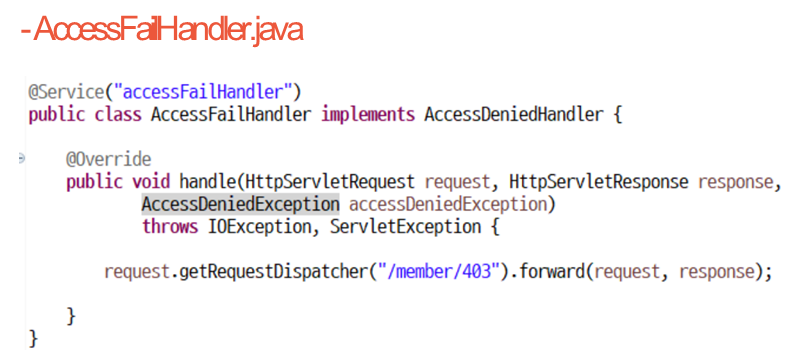 - AccessFailHandler.java
@Service("accessFailHandler")
public class AccessFailHandler implements AccessDeniedHandler {
@Override
public void handle(HttpServletRequest request, HttpServletResponse response,
AccessDeniedException accessDeniedException)
throws IOException, ServletException {
request.getRequestDispatcher("/member/403").forward(request, response);
}
}